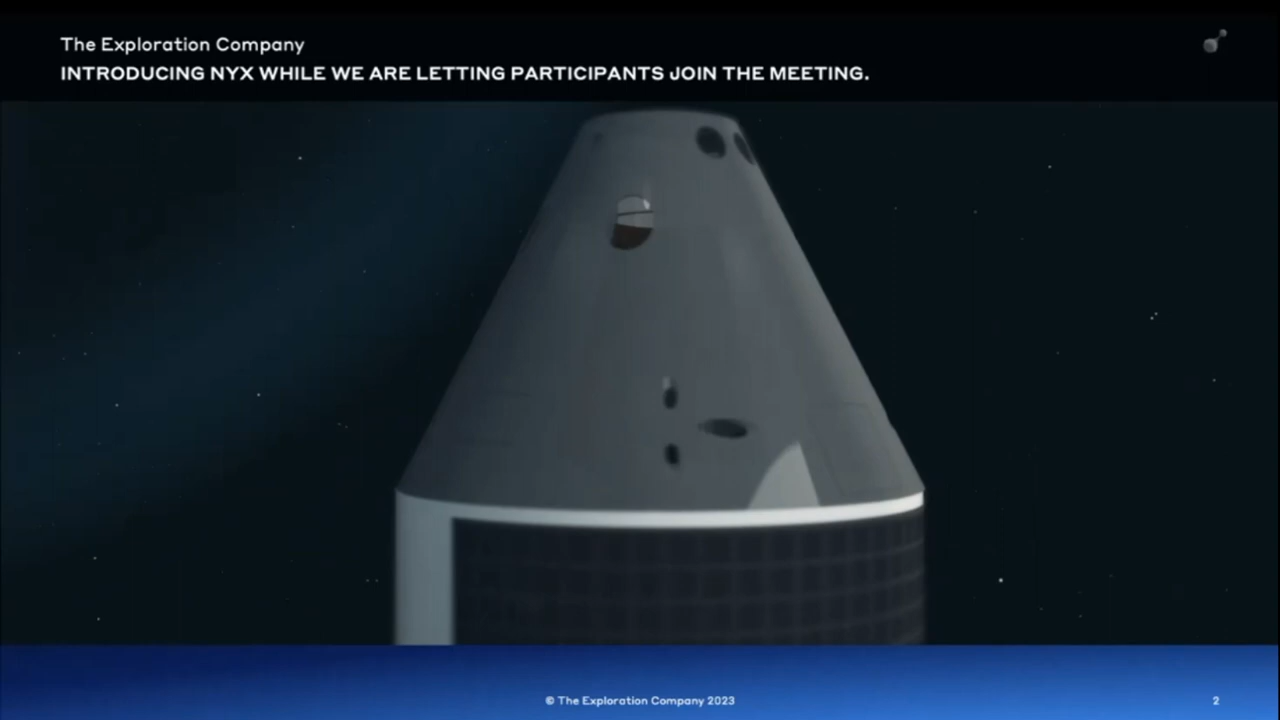 The Exploration Company
INTRODUCING NYX WHILE WE ARE LETTING PARTICIPANTS JOIN THE MEETING.
© The Exploration Company 2023
2